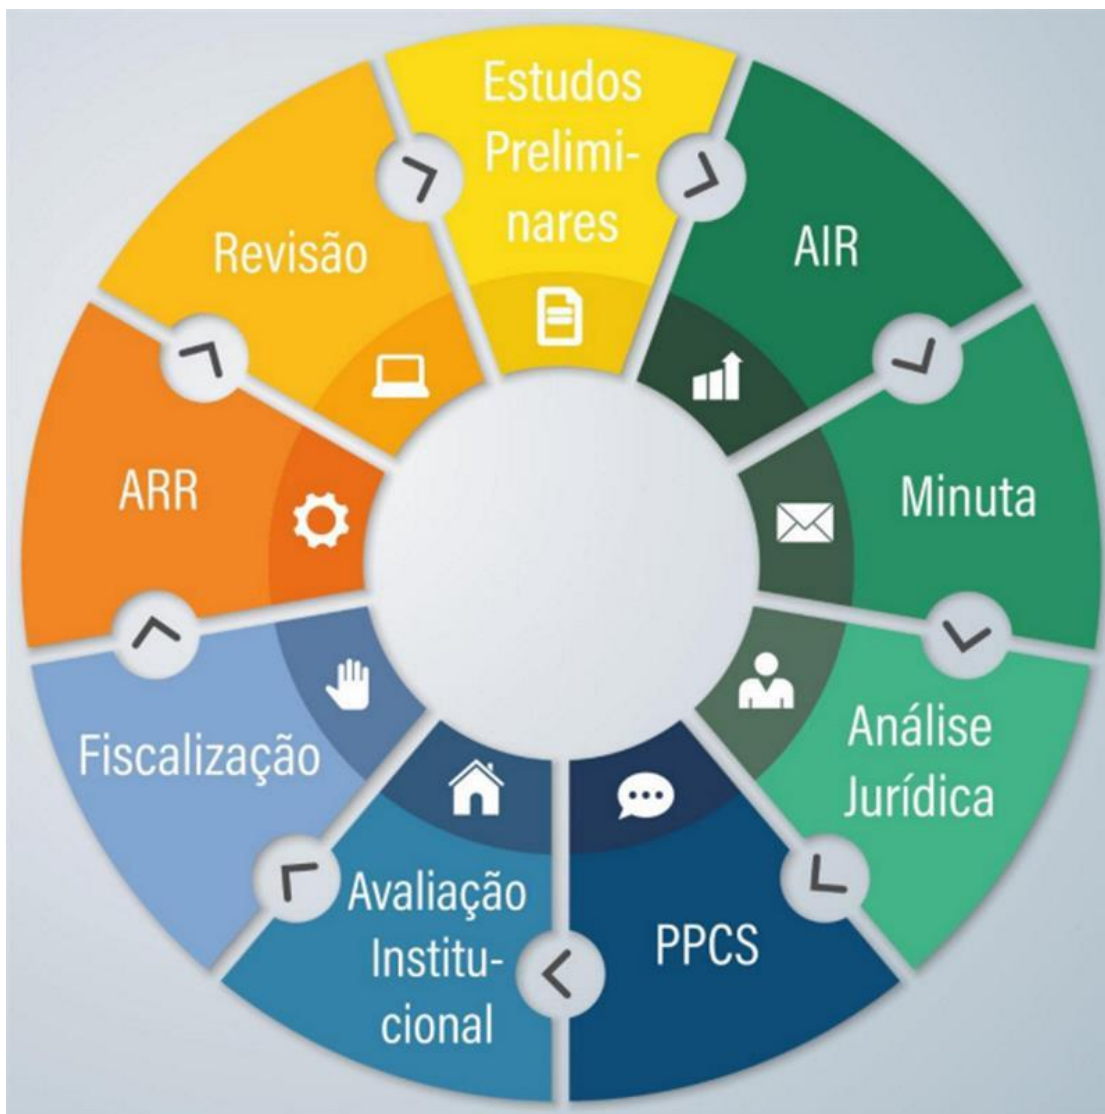 Estudos
Prelimi-
nares
AIR
Minuta
Análise
Jurídica
PPCS
Avaliação
Institu-
cional
Fiscalização
ARR
Revisão